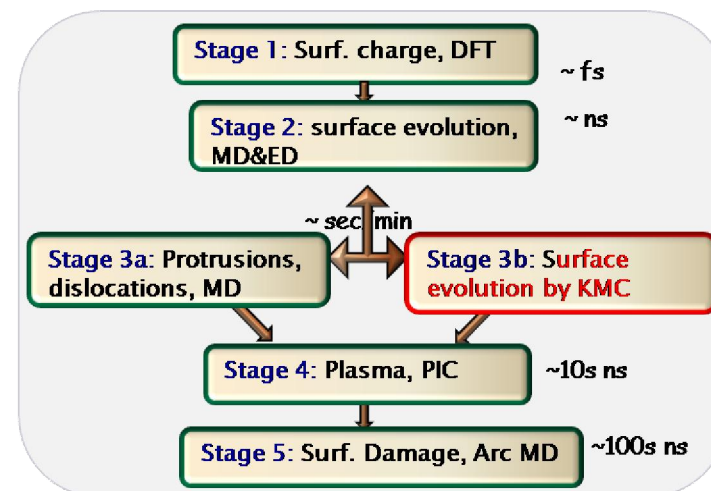 Stage 1: Surf. charge, DFT
~ fs
Stage 2: surface evolution,
MD&ED
~ ns
~ sec min
Stage 3a: Protrusions,
dislocations, MD
Stage 3b: Surface
evolution by KMC
Stage 4: Plasma, PIC
~10s ns
Stage 5: Surf. Damage, Arc MD
~100s ns